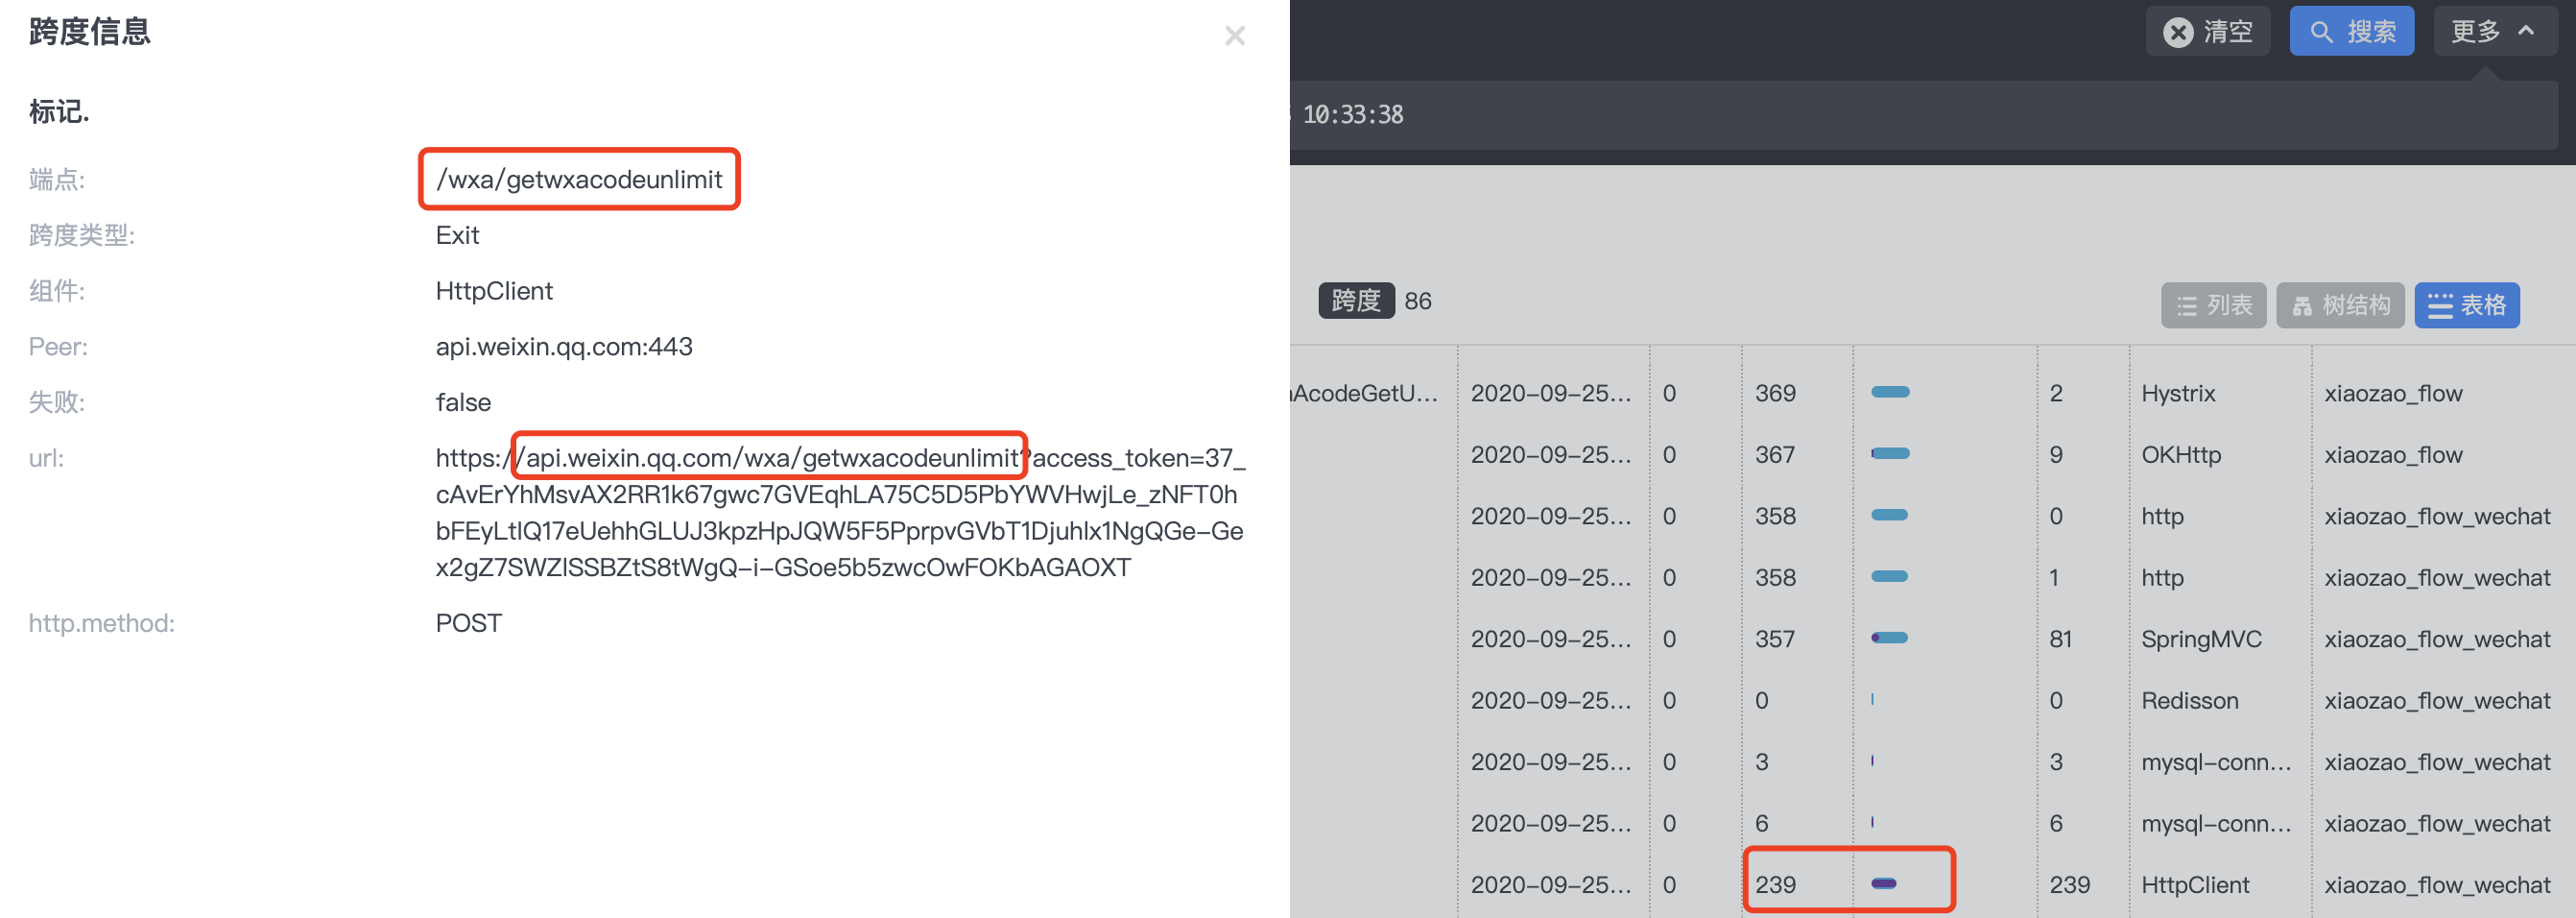 跨度信息
标记.
端点:
/wxa/getwxacodeunlimit
跨度类型:
Exit
组件:
HttpClient
Peer:
api.weixin.qq.com:443
失败:
false
url:
https://api.weixin.qq.com/wxa/getwxacodeunlimit?access_token=37_
cAvErYhMsvAX2RR1k67gwc7GVEqhLA75C5D5PbYWVHwjLe_zNFT0h
bFEyLtIQ17eUehhGLUJ3kpzHpJQW5F5PprpvGVbT1Djuhlx1NgQGe-Ge
x2gZ7SWZlSSBZtS8tWgQ-i-GSoe5b5zwcOwFOKbAGAOXT
http.method:
POST
清空 搜索 更多
10:33:38
跨度 86
列表 树结构 表格
AcodeGetU... 2020-09-25... 0 369 2 Hystrix xiaozao_flow
2020-09-25... 0 367 9 OKHttp xiaozao_flow
2020-09-25... 0 358 0 http xiaozao_flow_wechat
2020-09-25... 0 358 1 http xiaozao_flow_wechat
2020-09-25... 0 357 81 SpringMVC xiaozao_flow_wechat
2020-09-25... 0 0 0 Redisson xiaozao_flow_wechat
2020-09-25... 0 3 3 mysql-conn... xiaozao_flow_wechat
2020-09-25... 0 6 6 mysql-conn... xiaozao_flow_wechat
2020-09-25... 0 239 239 HttpClient xiaozao_flow_wechat